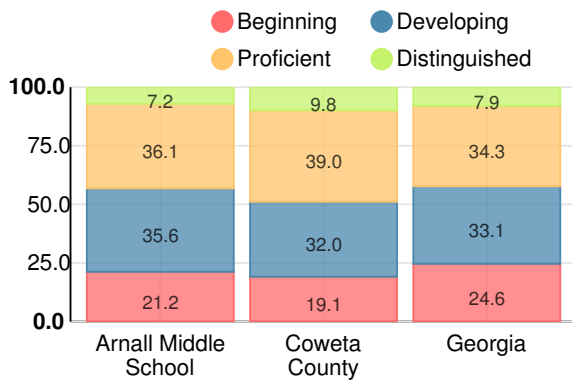 Beginning Developing
Proficient Distinguished
100.0
7.2 9.8 7.9
75.0
36.1 39.0 34.3
50.0
35.6 32.0 33.1
25.0
21.2 19.1 24.6
0.0
Arnall Middle Coweta Georgia
School County